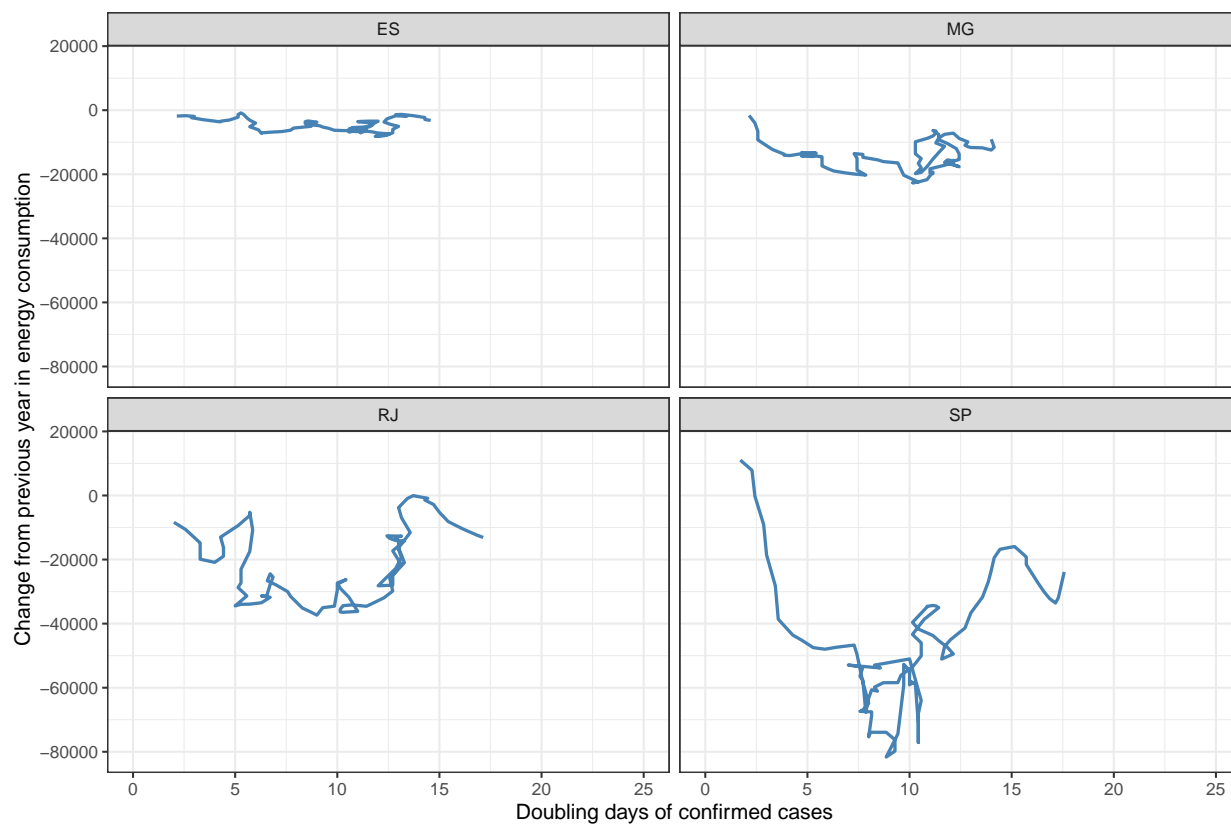 ES
MG
20000
0
−20000
−40000
−60000
−80000
RJ
SP
20000
0
−20000
−40000
−60000
−80000
0 5 10 15 20 25
0 5 10 15 20 25
Doubling days of confirmed cases
Change from previous year in energy consumption